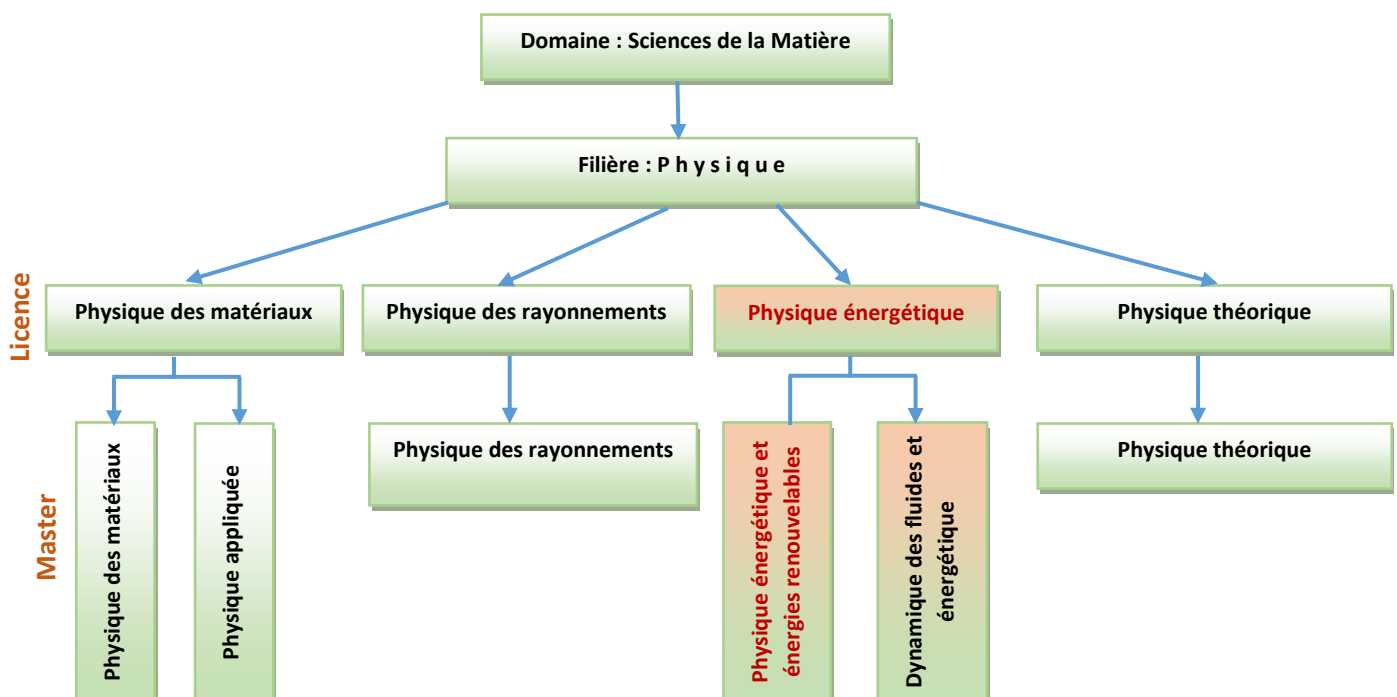 Domaine : Sciences de la Matière
Filière : P h y s i q u e
Licence
Physique des matériaux
Physique des rayonnements
Physique énergétique
Physique théorique
Master
Physique des matériaux
Physique appliquée
Physique des rayonnements
Physique énergétique et
énergies renouvelables
Dynamique des fluides et
énergétique
Physique théorique